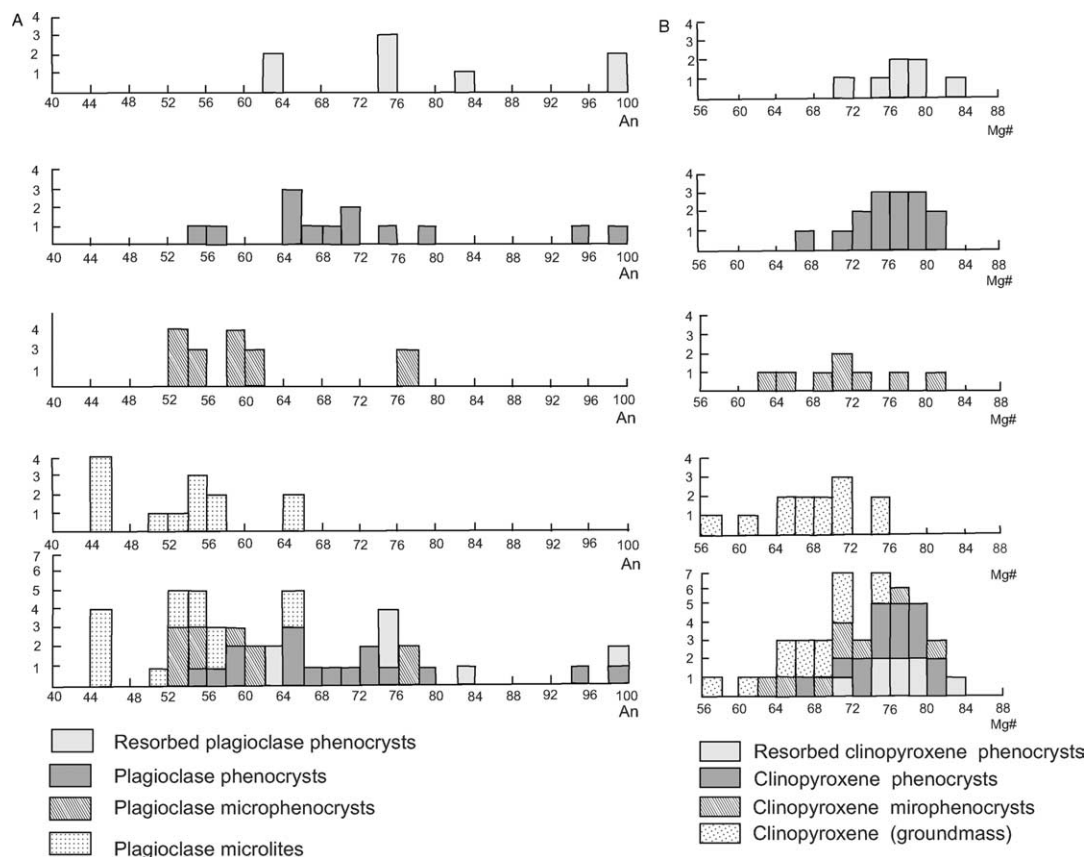 A
4
3
2
1
40 44 48 52 56 60 64 68 72 76 80 84 88 92 96 100
An
4
3
2
1
40 44 48 52 56 60 64 68 72 76 80 84 88 92 96 100
An
4
3
1
40 44 48 52 56 60 64 68 72 76 80 84 88 92 96 100
An
4
3
2
1
40 44 48 52 56 60 64 68 72 76 80 84 88 92 96 100
An
7
6
5
4
3
2
1
40 44 48 52 56 60 64 68 72 76 80 84 88 92 96 100
An
Resorbed plagioclase phenocrysts
Plagioclase phenocrysts
Plagioclase microphenocrysts
Plagioclase microlites
B
4
3
2
1
56 60 64 68 72 76 80 84 88
Mg#
4
3
2
1
56 60 64 68 72 76 80 84 88
Mg#
4
3
2
1
56 60 64 68 72 76 80 84 88
Mg#
4
3
2
1
56 60 64 68 72 76 80 84 88
Mg#
7
6
5
4
3
2
1
56 60 64 68 72 76 80 84 88
Mg#
Resorbed clinopyroxene phenocrysts
Clinopyroxene phenocrysts
Clinopyroxene mirophenocrysts
Clinopyroxene (groundmass)